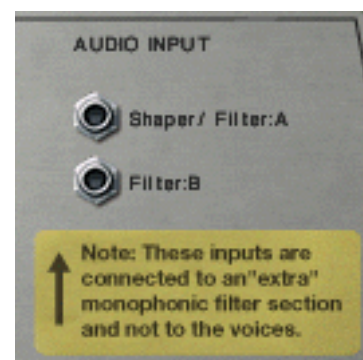 AUDIO INPUT
Shaper/ Filter:A
Filter:B
Note: These inputs are
connected to an"extra"
monophonic filter section
and not to the voices.